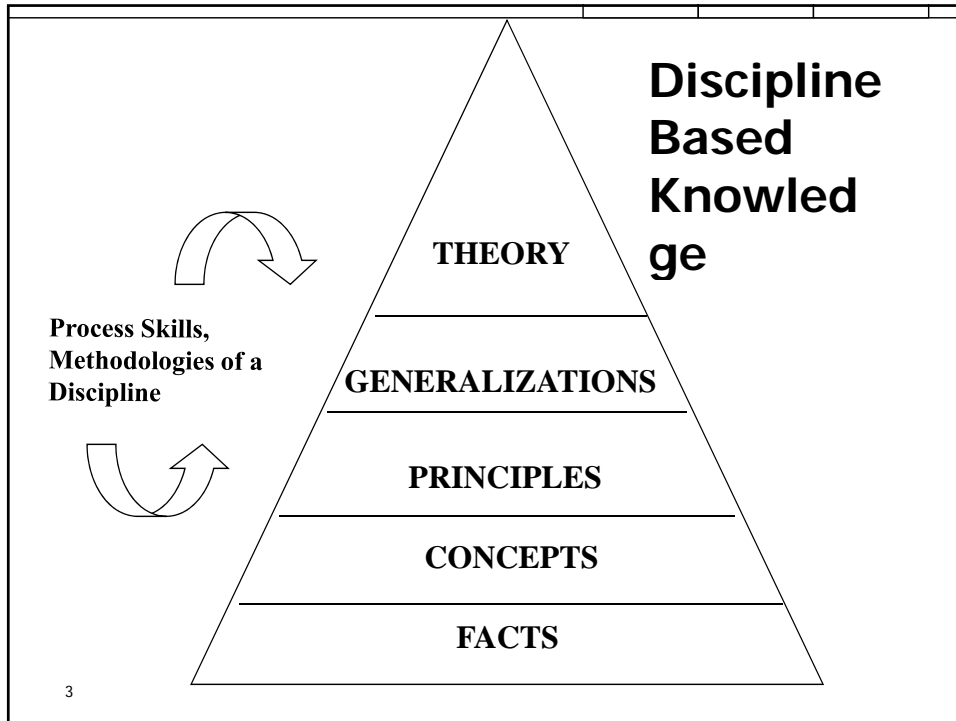 Discipline
Based
Knowled
ge
THEORY
Process Skills,
Methodologies of a
Discipline
GENERALIZATIONS
PRINCIPLES
CONCEPTS
FACTS
3